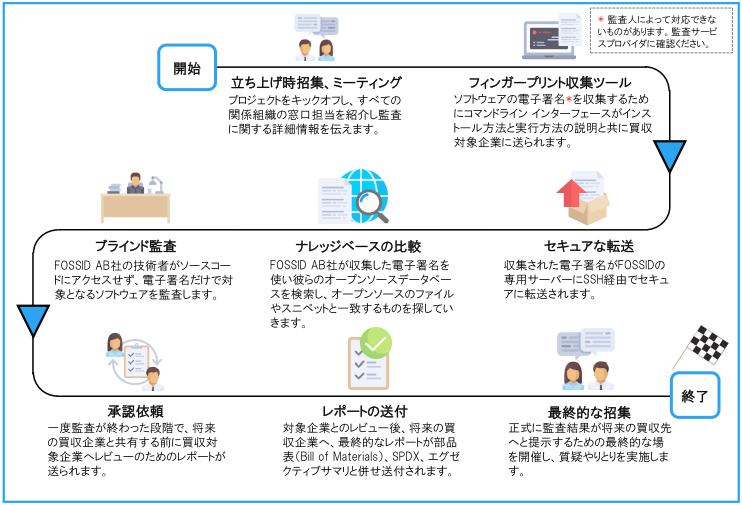 開始
立ち上げ時招集、ミーティング
プロジェクトをキックオフし、すべての
関係組織の窓口担当を紹介し監査
に関する詳細情報を伝えます。
フィンガープリント収集ツール
ソフトウェアの電子署名*を収集するため
にコマンドライン インターフェースがインス
トール方法と実行方法の説明と共に買収
対象企業に送られます。
* 監査人によって対応できな
いものがあります。監査サービ
スプロバイダに確認ください。
ブラインド監査
FOSSID AB社の技術者がソースコー
ドにアクセスせず、電子署名だけで対
象となるソフトウェアを監査します。
ナレッジベースの比較
FOSSID AB社が収集した電子署名を
使い彼らのオープンソースデータベー
スを検索し、オープンソースのファイル
やスニペットと一致するものを探してい
きます。
セキュアな転送
収集された電子署名がFOSSIDの
専用サーバーにSSH経由でセキュ
アに転送されます。
承認依頼
一度監査が終わった段階で、将来
の買収企業と共有する前に買収対
象企業へレビューのためのレポートが
送られます。
レポートの送付
対象企業とのレビュー後、将来の買
収企業へ、最終的なレポートが部品
表(Bill of Materials)、SPDX、エグゼ
クティブサマリと併せ送付されます。
最終的な招集
正式に監査結果が将来の買収先
へと提示するための最終的な場
を開催し、質疑やりとりを実施しま
す。
終了